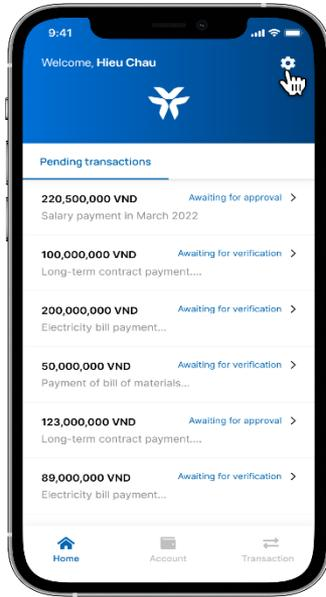 9:41
Welcome, Hieu Chau
Pending transactions
220,500,000 VND Awaiting for approval
Salary payment in March 2022
100,000,000 VND Awaiting for verification
Long-term contract payment....
200,000,000 VND Awaiting for verification
Electricity bill payment...
50,000,000 VND Awaiting for verification
Payment of bill of materials...
123,000,000 VND Awaiting for approval
Long-term contract payment....
89,000,000 VND Awaiting for verification
Electricity bill payment...
Home Account Transaction